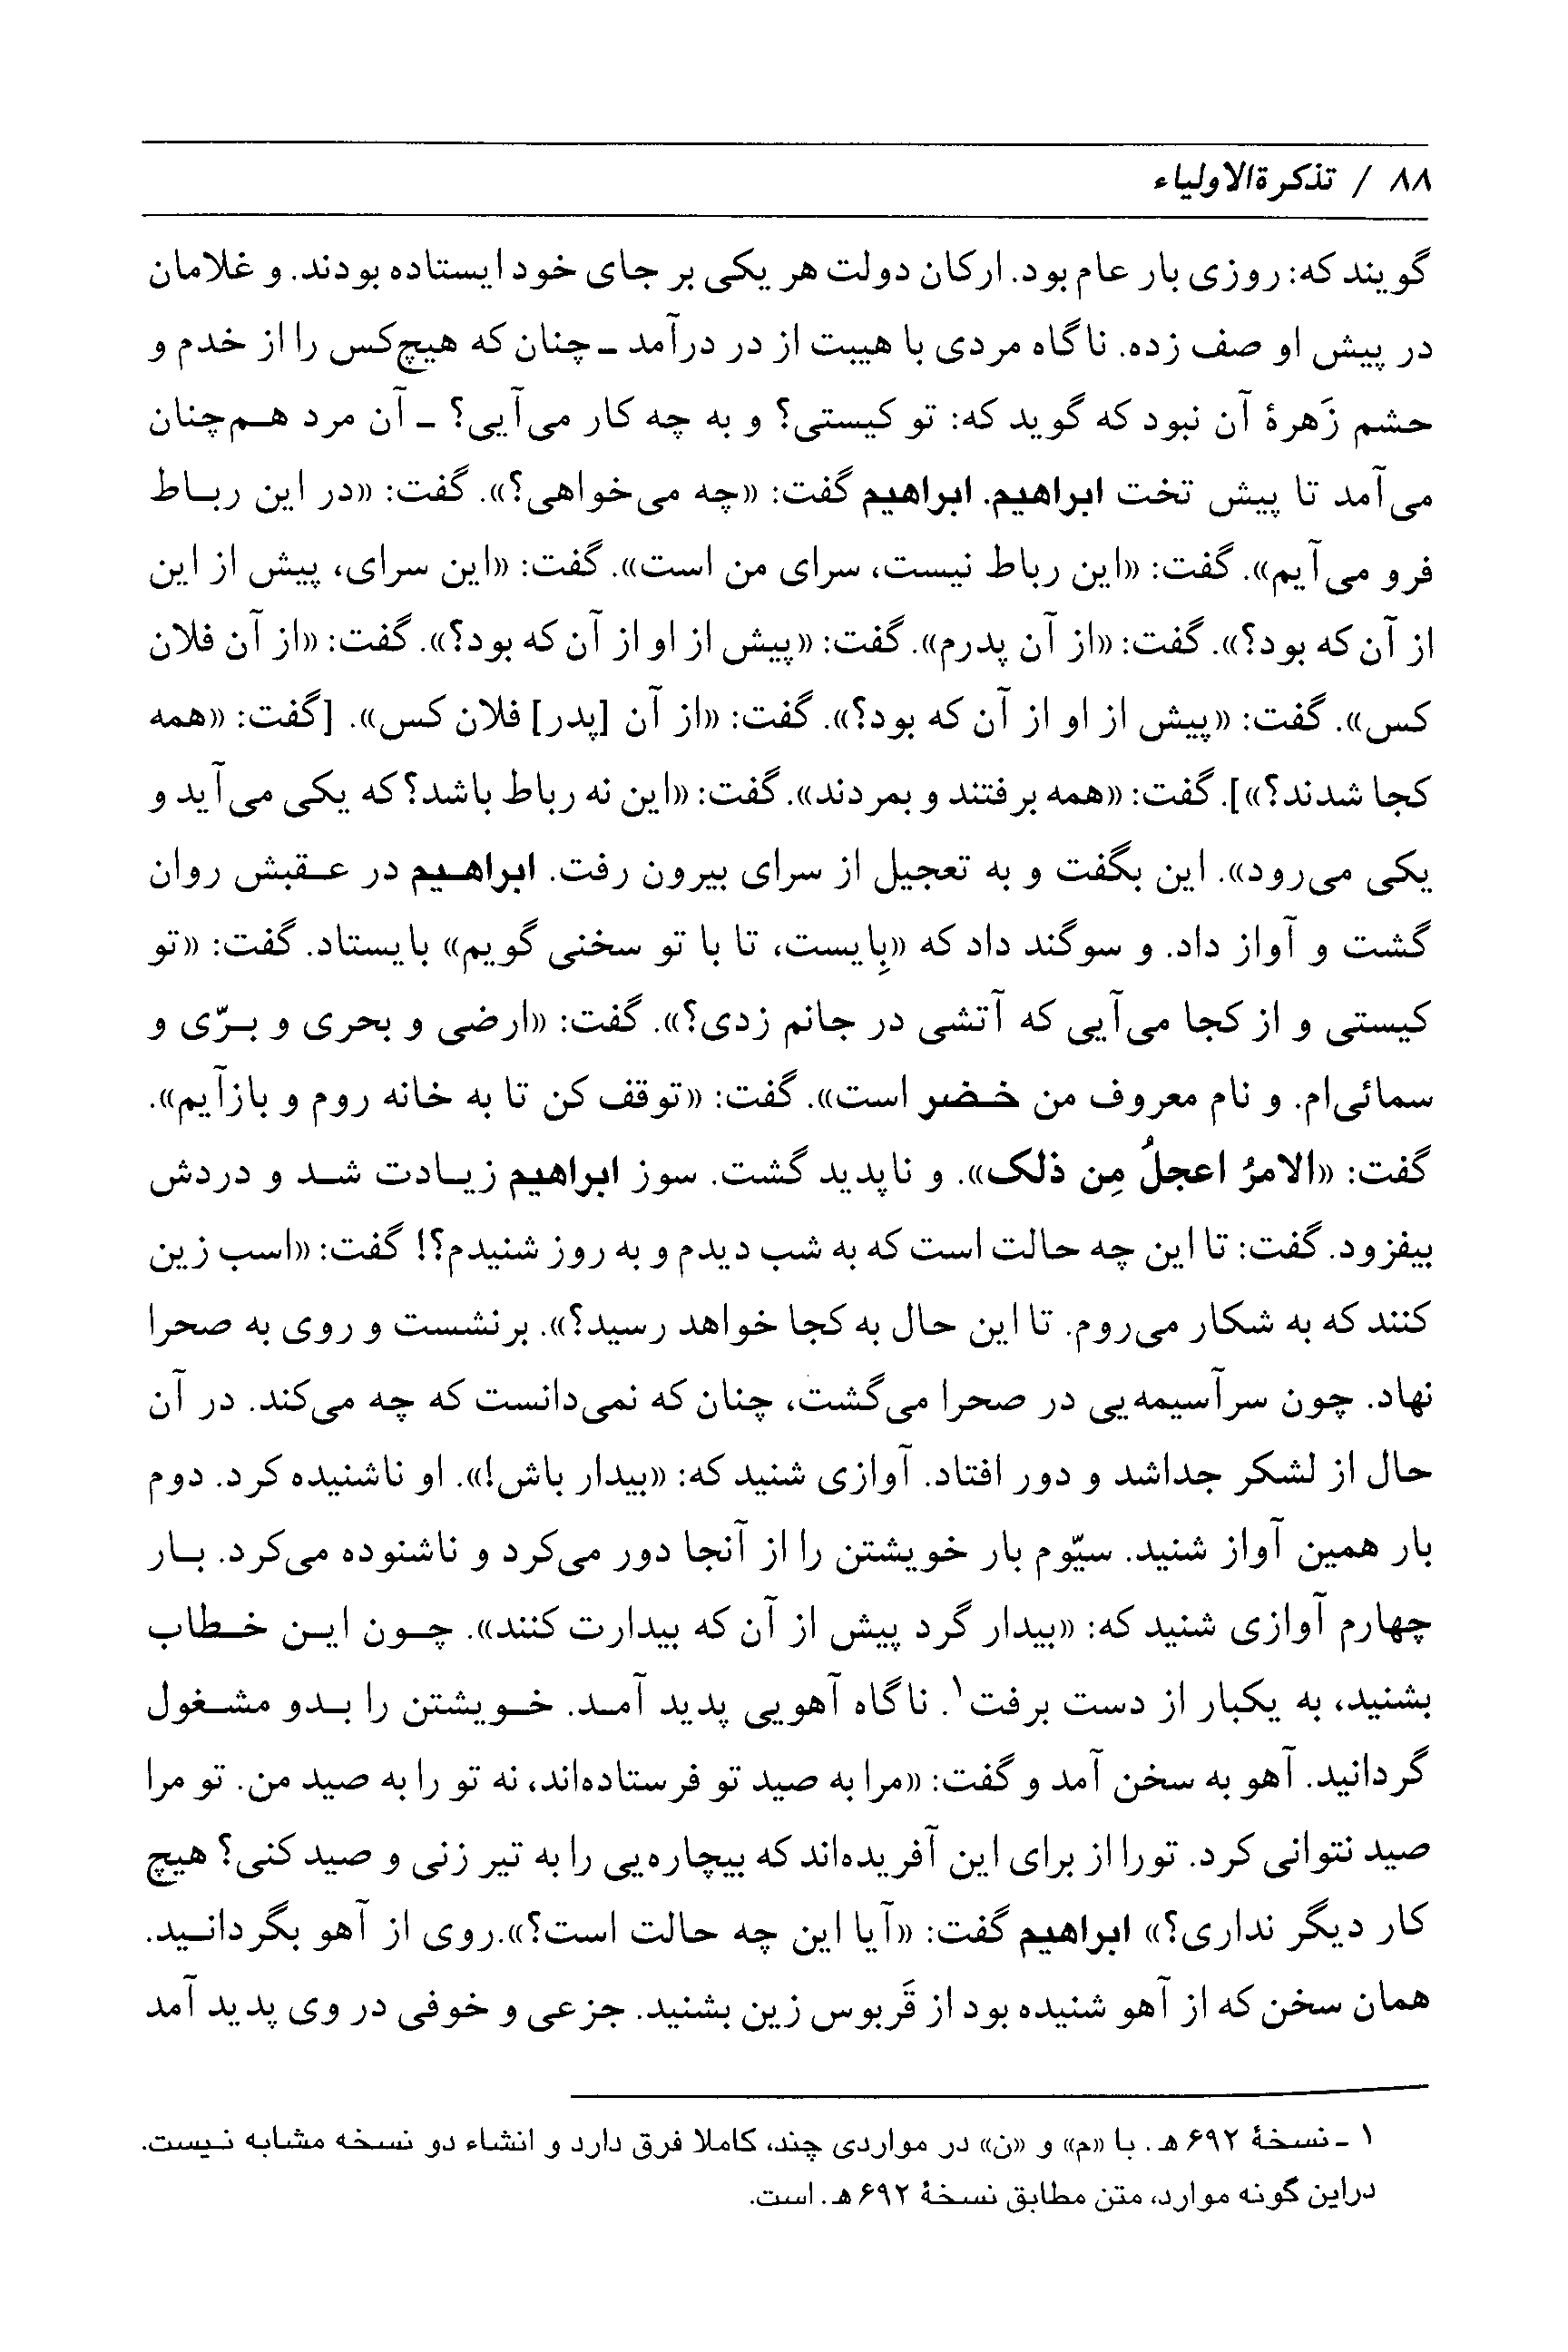 ۸۸ / تذکرةالاولیاء
گویند که: روزی بار عام بود. ارکان دولت هر یکی بر جای خود ایستاده بودند. و غلامان
در پیش او صف زده. ناگاه مردی با هیبت از در درآمد ـ چنان که هیچ‌کس را از خدم و
حشم زَهرهٔ آن نبود که گوید که: تو کیستی؟ و به چه کار می‌آیی؟ ـ آن مرد هم‌چنان
می‌آمد تا پیش تخت ابراهیم. ابراهیم گفت: «چه می‌خواهی؟». گفت: «در این رباط
فرو می‌آیم». گفت: «این رباط نیست، سرای من است». گفت: «این سرای، پیش از این
از آن که بود؟». گفت: «از آن پدرم». گفت: «پیش از او از آن که بود؟». گفت: «از آن فلان
کس». گفت: «پیش از او از آن که بود؟». گفت: «از آن [پدر] فلان کس». [گفت: «همه
کجا شدند؟»]. گفت: «همه برفتند و بمردند». گفت: «این نه رباط باشد؟ که یکی می‌آید و
یکی می‌رود». این بگفت و به تعجیل از سرای بیرون رفت. ابراهیم در عقبش روان
گشت و آواز داد. و سوگند داد که «بِایست، تا با تو سخنی گویم» بایستاد. گفت: «تو
کیستی و از کجا می‌آیی که آتشی در جانم زدی؟». گفت: «ارضی و بحری و برّی و
سمائی‌ام. و نام معروف من خضر است». گفت: «توقف کن تا به خانه روم و بازآیم».
گفت: «الامرُ اعجلُ مِن ذلک». و ناپدید گشت. سوز ابراهیم زیادت شد و دردش
بیفزود. گفت: تا این چه حالت است که به شب دیدم و به روز شنیدم؟! گفت: «اسب زین
کنند که به شکار می‌روم. تا این حال به کجا خواهد رسید؟». برنشست و روی به صحرا
نهاد. چون سرآسیمه‌یی در صحرا می‌گشت، چنان که نمی‌دانست که چه می‌کند. در آن
حال از لشکر جداشد و دور افتاد. آوازی شنید که: «بیدار باش!». او ناشنیده کرد. دوم
بار همین آواز شنید. سیّوم بار خویشتن را از آنجا دور می‌کرد و ناشنوده می‌کرد. بار
چهارم آوازی شنید که: «بیدار گرد پیش از آن که بیدارت کنند». چون این خطاب
بشنید، به یکبار از دست برفت۱. ناگاه آهویی پدید آمد. خویشتن را بدو مشغول
گردانید. آهو به سخن آمد و گفت: «مرا به صید تو فرستاده‌اند، نه تو را به صید من. تو مرا
صید نتوانی کرد. تورا از برای این آفریده‌اند که بیچاره‌یی را به تیر زنی و صید کنی؟ هیچ
کار دیگر نداری؟» ابراهیم گفت: «آیا این چه حالت است؟».روی از آهو بگردانید.
همان سخن که از آهو شنیده بود از قَربوس زین بشنید. جزعی و خوفی در وی پدید آمد
۱ ـ نسخهٔ ۶۹۲ هـ . با «م» و «ن» در مواردی چند، کاملا فرق دارد و انشاء دو نسخه مشابه نیست.
دراین گونه موارد، متن مطابق نسخهٔ ۶۹۲ هـ. است.